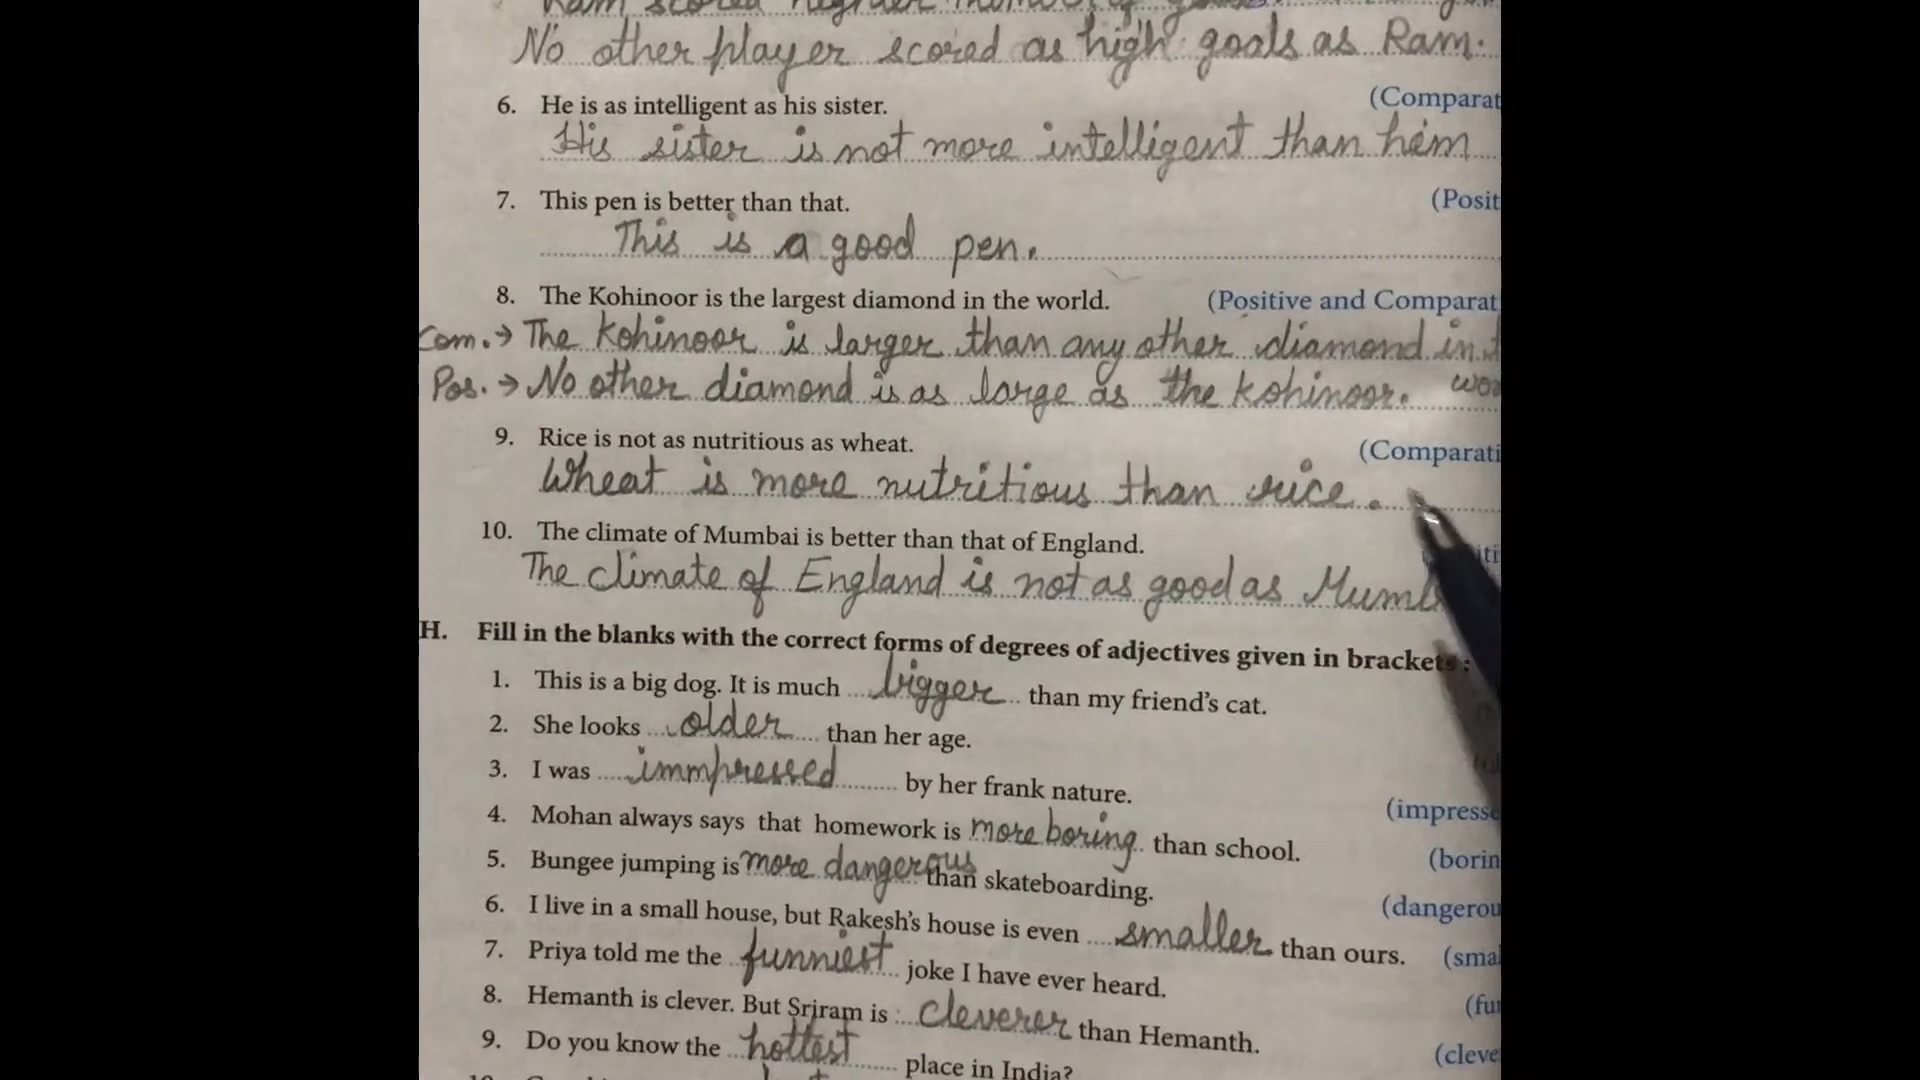 No other player scored as high goals as Ram.
6. He is as intelligent as his sister. (Comparat
His sister is not more intelligent than him
7. This pen is better than that. (Posit
This is a good pen.
8. The Kohinoor is the largest diamond in the world. (Positive and Comparat
Com. → The Kohinoor is larger than any other diamond in t
Pos. → No other diamond is as large as the Kohinoor. wo
9. Rice is not as nutritious as wheat. (Comparati
Wheat is more nutritious than rice.
10. The climate of Mumbai is better than that of England.
The climate of England is not as good as Mumb
H. Fill in the blanks with the correct forms of degrees of adjectives given in brackets :
1. This is a big dog. It is much bigger than my friend's cat.
2. She looks older than her age.
3. I was immpressed by her frank nature. (impresse
4. Mohan always says that homework is more boring than school. (borin
5. Bungee jumping is more dangerous than skateboarding. (dangerou
6. I live in a small house, but Rakesh's house is even smaller than ours. (smal
7. Priya told me the funniest joke I have ever heard. (fun
8. Hemanth is clever. But Sriram is cleverer than Hemanth. (cleve
9. Do you know the hottest place in India?